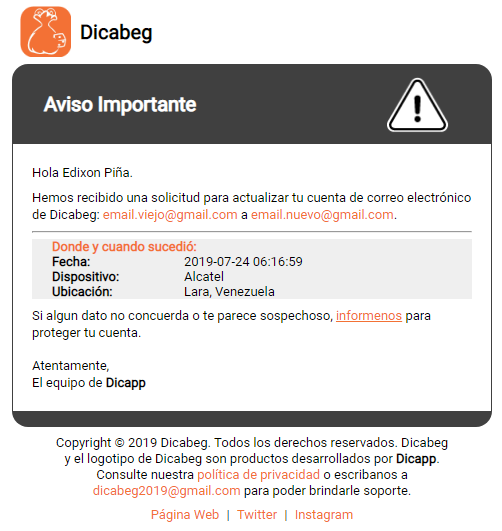 Dicabeg
Aviso Importante
Hola Edixon Piña.
Hemos recibido una solicitud para actualizar tu cuenta de correo electrónico
de Dicabeg: email.viejo@gmail.com a email.nuevo@gmail.com.
Donde y cuando sucedió:
Fecha: 2019-07-24 06:16:59
Dispositivo: Alcatel
Ubicación: Lara, Venezuela
Si algun dato no concuerda o te parece sospechoso, informenos para
proteger tu cuenta.
Atentamente,
El equipo de Dicapp
Copyright © 2019 Dicabeg. Todos los derechos reservados. Dicabeg
y el logotipo de Dicabeg son productos desarrollados por Dicapp.
Consulte nuestra política de privacidad o escribanos a
dicabeg2019@gmail.com para poder brindarle soporte.
Página Web | Twitter | Instagram